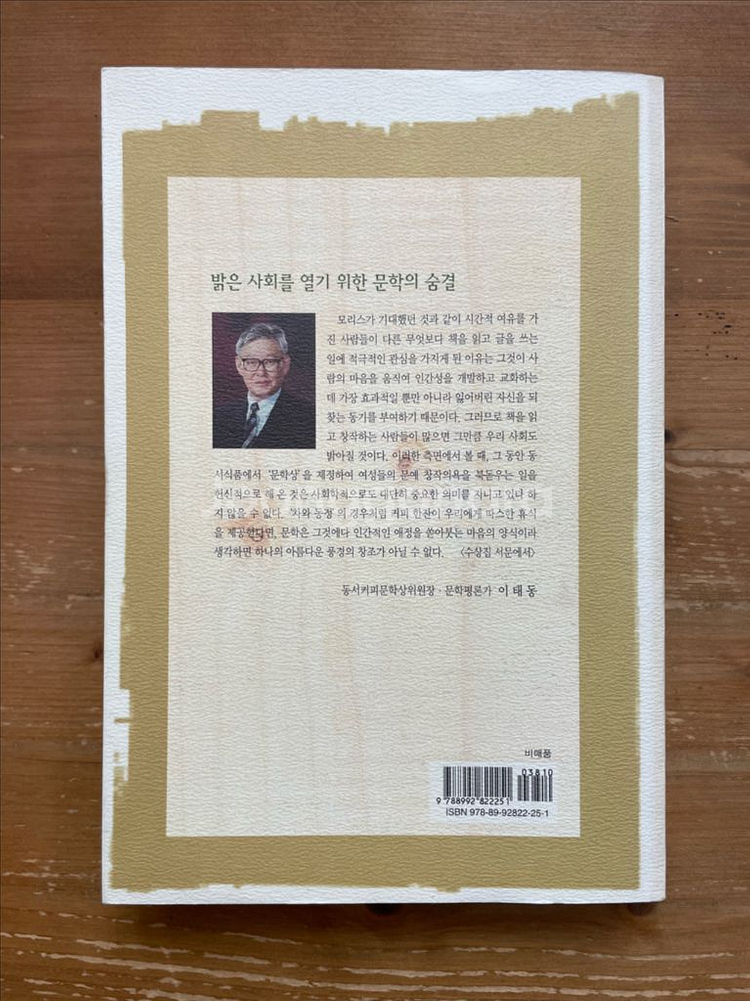 밝은 사회를 열기 위한 문학의 숨결
모리스가 기대했던 것과 같이 시간적 여유를 가
진 사람들이 다른 무엇보다 책을 읽고 글을 쓰는
일에 적극적인 관심을 가지게 된 이유는 그것이 사
람의 마음을 움직여 인간성을 개발하고 교화하는
데 가장 효과적일 뿐만 아니라 잃어버린 자신을 되
찾는 동기를 부여하기 때문이다. 그러므로 책을 읽
고 창작하는 사람들이 많으면 그만큼 우리 사회도
밝아질 것이다. 이러한 측면에서 볼 때, 그 동안 동
서식품에서 '문학상'을 제정하여 여성들의 문예 창작의욕을 북돋우는 일을
헌신적으로 해 온 것은 사회학적으로도 대단히 중요한 의미를 지니고 있다 하
지 않을 수 없다. '차와 동정'의 경우처럼 커피 한잔이 우리에게 따스한 휴식
을 제공한다면, 문학은 그것에다 인간적인 애정을 쏟아붓는 마음의 양식이라
생각하면 하나의 아름다운 풍경의 창조가 아닐 수 없다. 〈수상집 서문에서〉
동서커피문학상위원장 · 문학평론가 이태동
비매품
03810
9 788992 822251
ISBN 978-89-92822-25-1